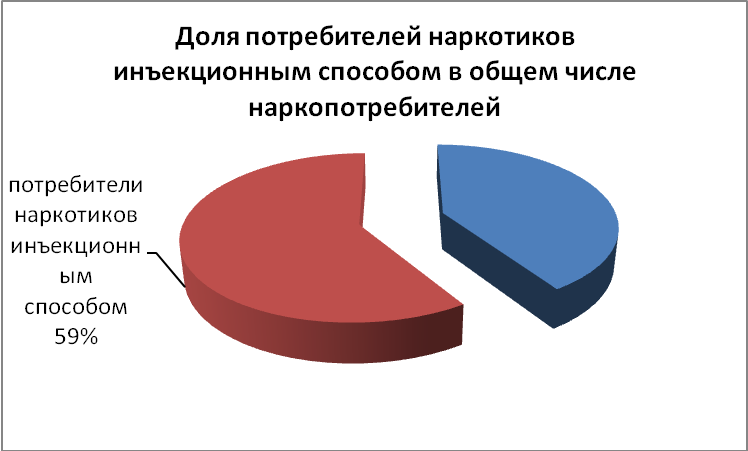 Доля потребителей наркотиков
инъекционным способом в общем числе
наркопотребителей
потребители
наркотиков
инъекционн
ым
способом
59%